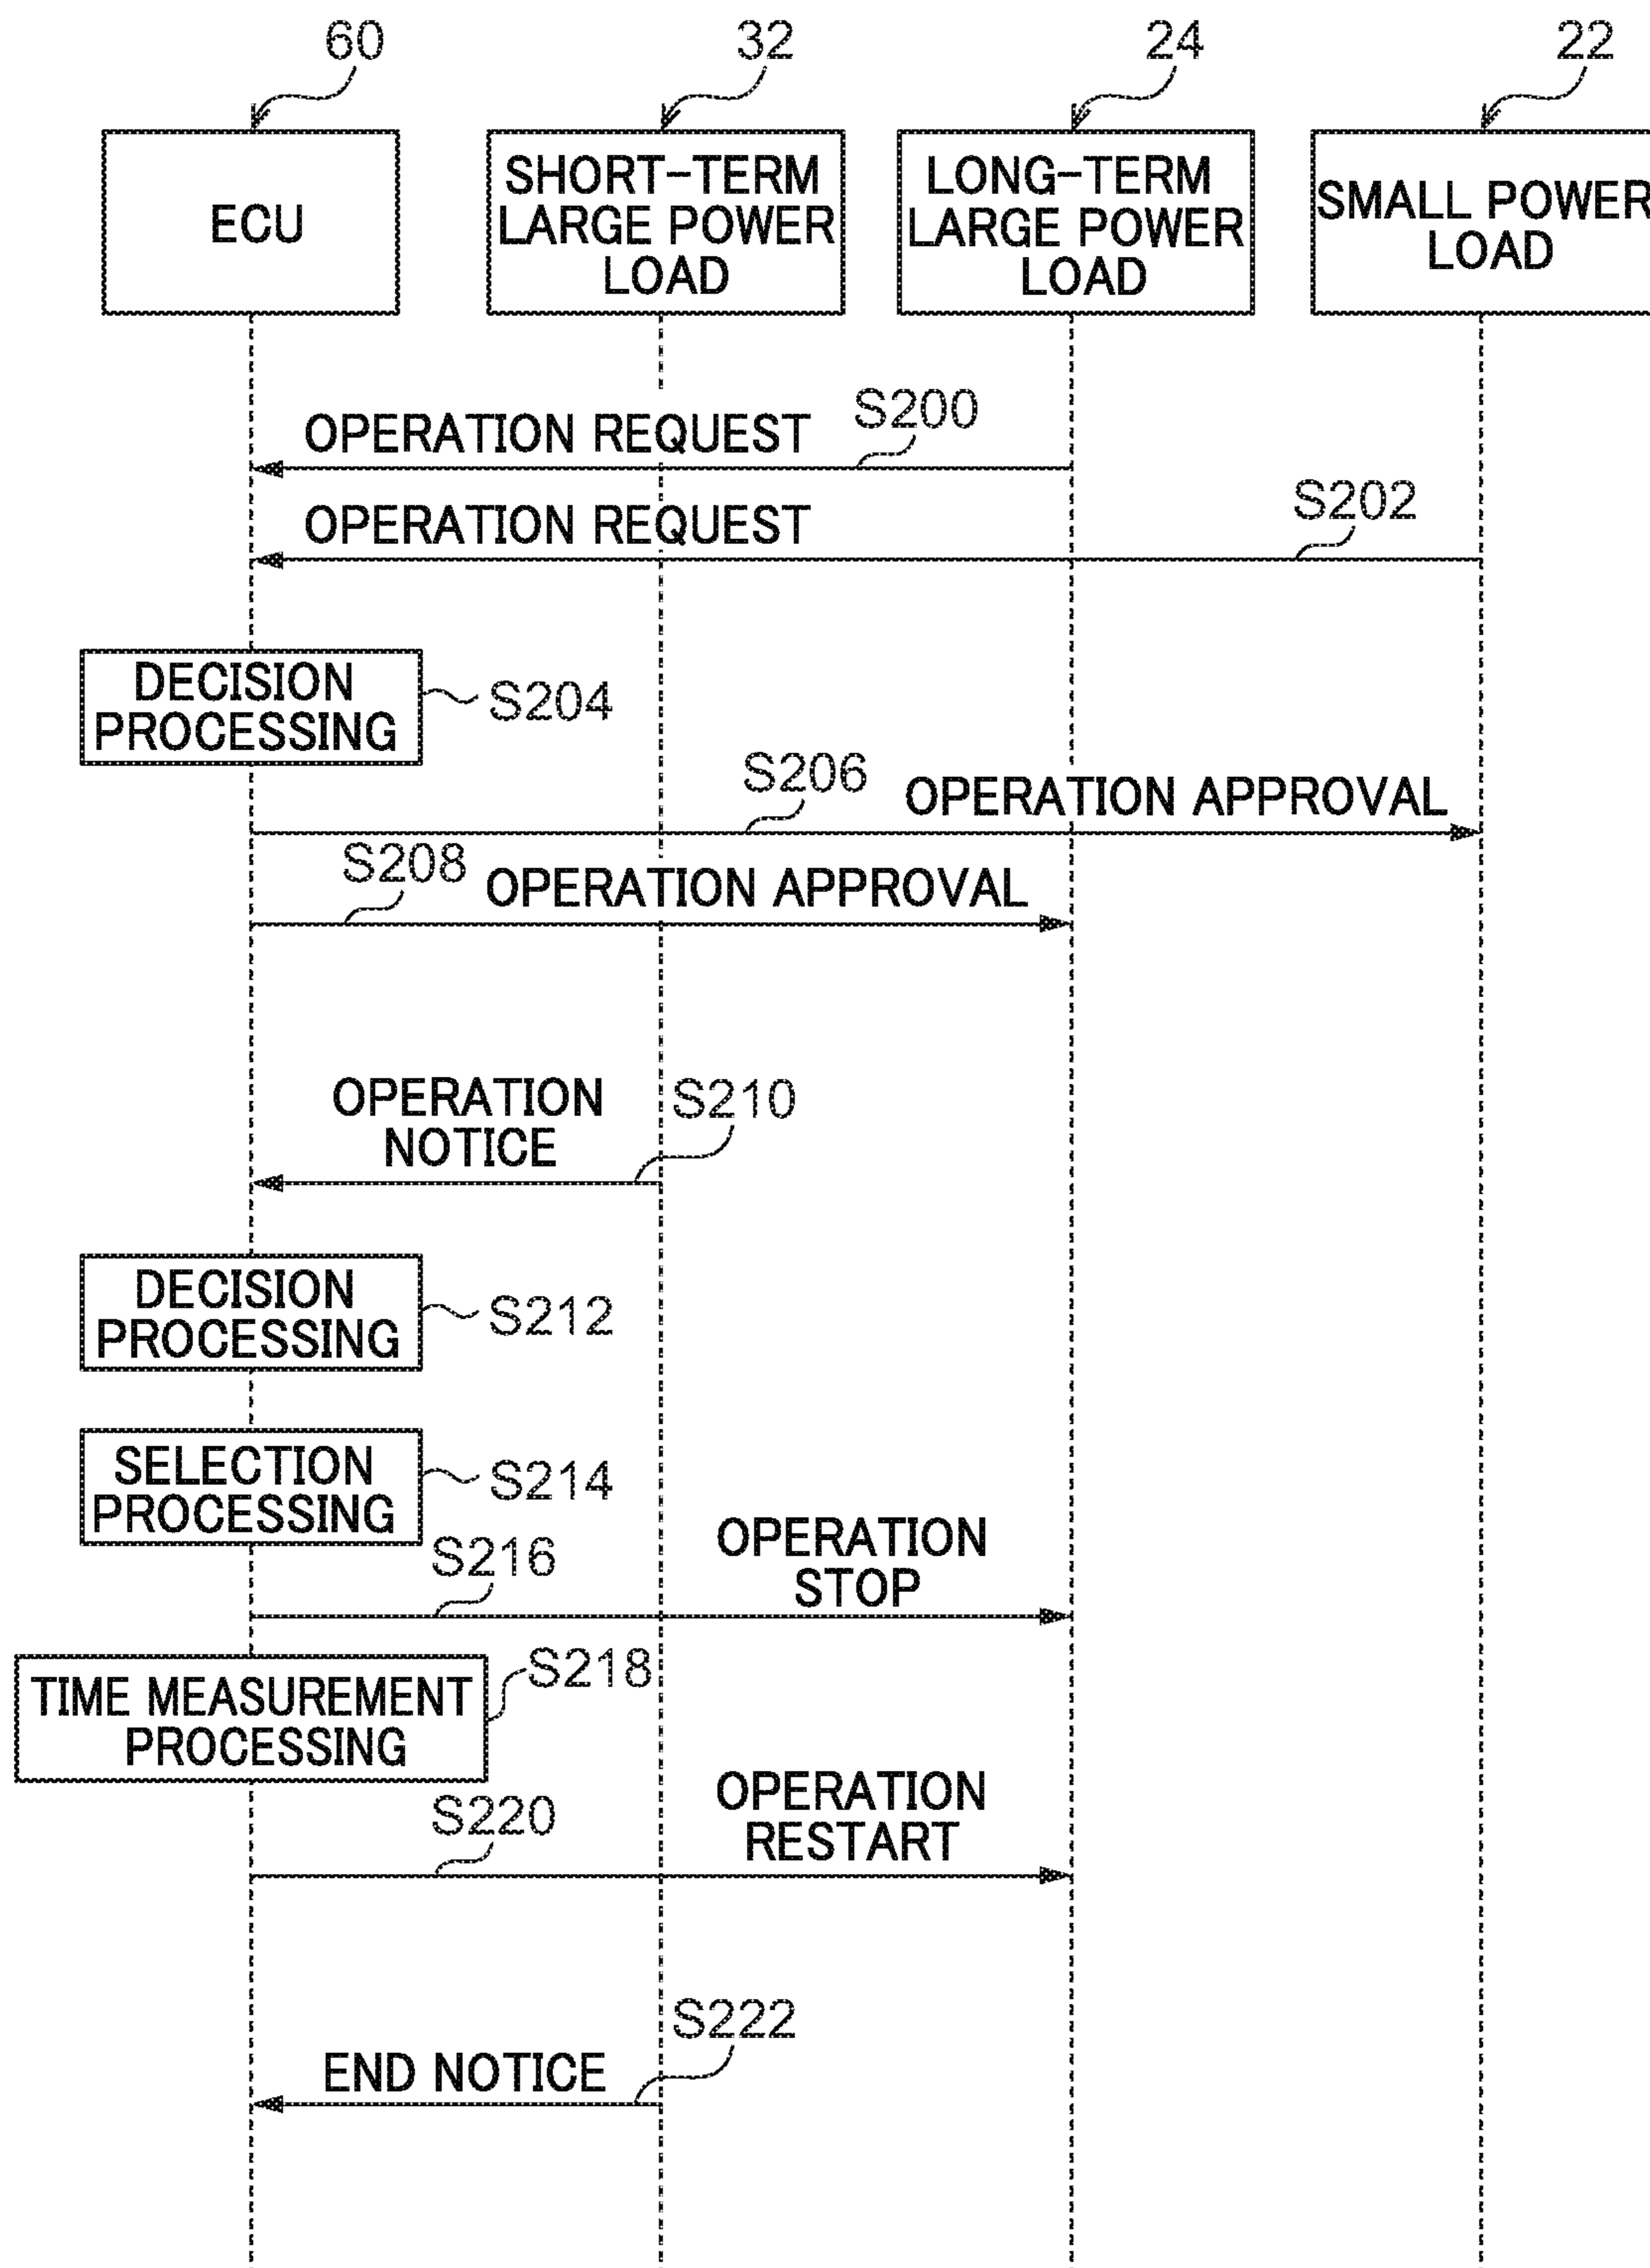 60
32
24
22
ECU
SHORT-TERM
LARGE POWER
LOAD
LONG-TERM
LARGE POWER
LOAD
SMALL POWER
LOAD
S200
OPERATION REQUEST
S202
OPERATION REQUEST
DECISION
PROCESSING
S204
S206
OPERATION APPROVAL
S208
OPERATION APPROVAL
OPERATION
NOTICE
S210
DECISION
PROCESSING
S212
SELECTION
PROCESSING
S214
S216
OPERATION
STOP
TIME MEASUREMENT
PROCESSING
S218
S220
OPERATION
RESTART
S222
END NOTICE